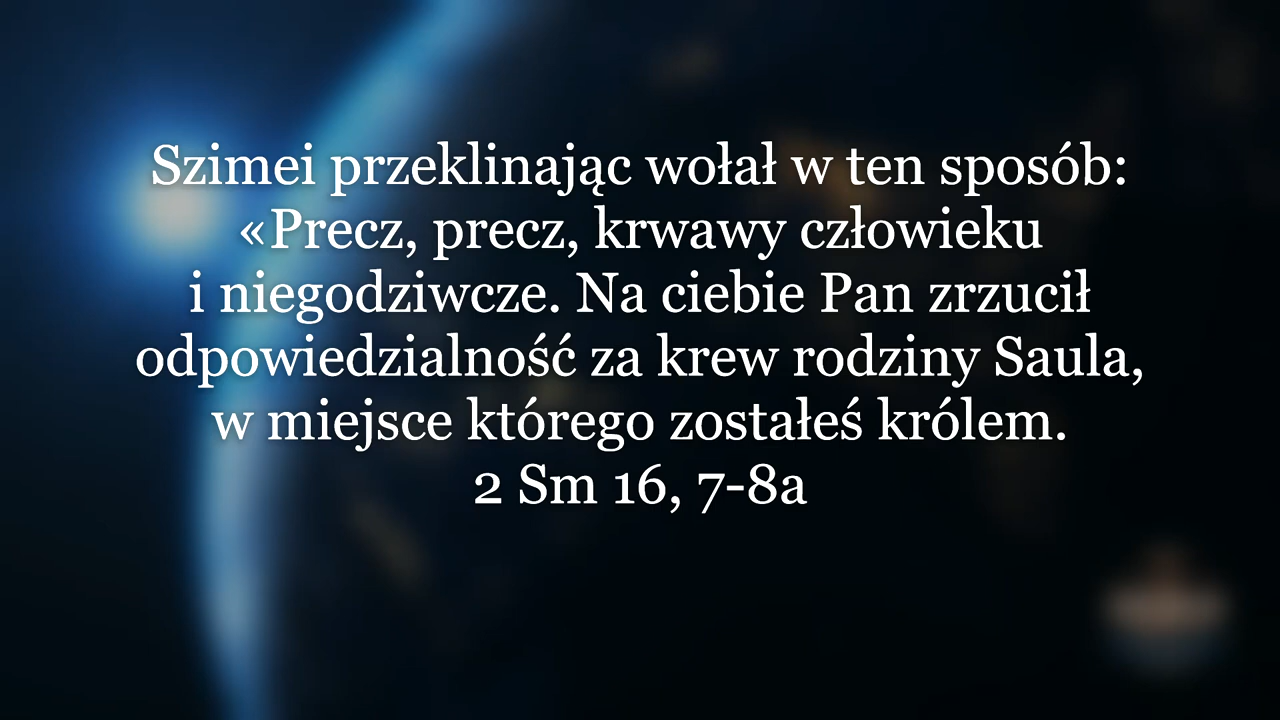 Szimei przeklinając wołał w ten sposób:
«Precz, precz, krwawy człowieku
i niegodziwcze. Na ciebie Pan zrzucił
odpowiedzialność za krew rodziny Saula,
w miejsce którego zostałeś królem.
2 Sm 16, 7-8a